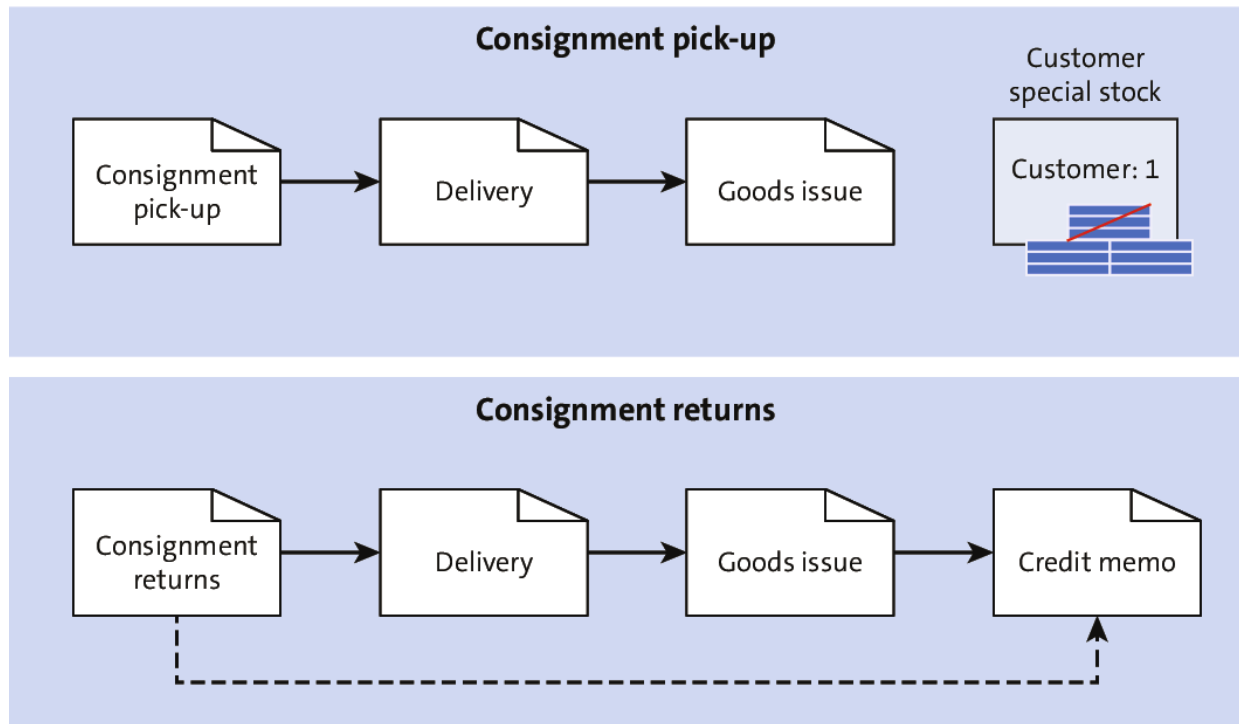 Consignment pick-up
Customer
special stock
Consignment
pick-up
Delivery
Goods issue
Customer: 1
Consignment returns
Consignment
returns
Delivery
Goods issue
Credit memo